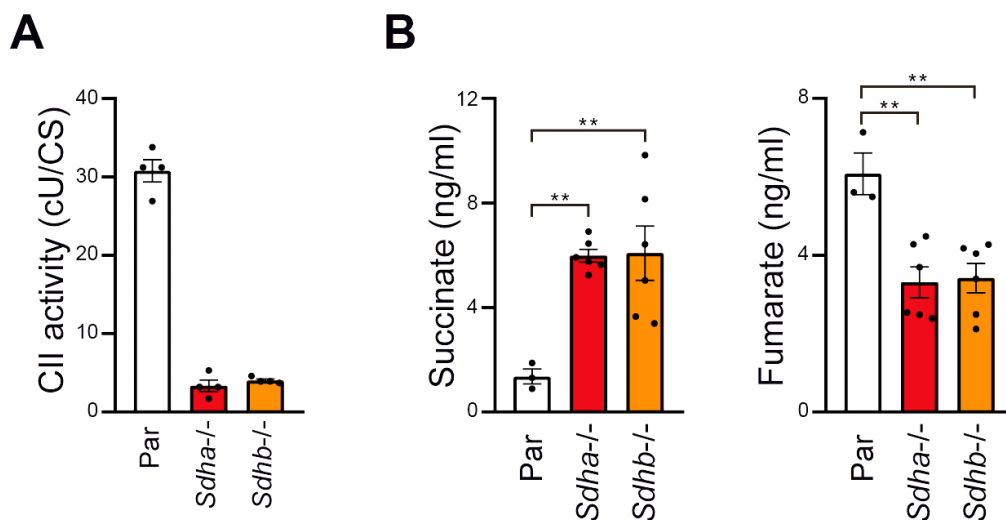 A
B
CII activity (cU/CS)
40
30
20
10
0
Par
Sdha-/-
Sdhb-/-
Succinate (ng/ml)
12
8
4
0
**
**
Par
Sdha-/-
Sdhb-/-
Fumarate (ng/ml)
8
4
0
**
**
Par
Sdha-/-
Sdhb-/-